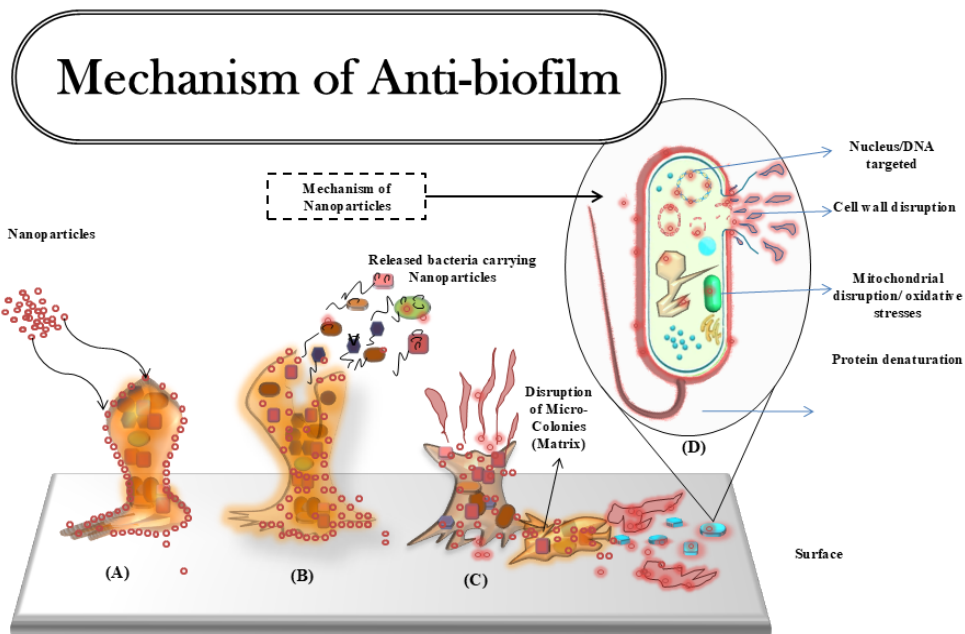 Mechanism of Anti-biofilm
Nucleus/DNA
targeted
Mechanism of
Nanoparticles
Cell wall disruption
Nanoparticles
Released bacteria carrying
Nanoparticles
Mitochondrial
disruption/ oxidative
stresses
Protein denaturation
Disruption
of Micro-
Colonies
(Matrix)
(D)
Surface
(A)
(B)
(C)